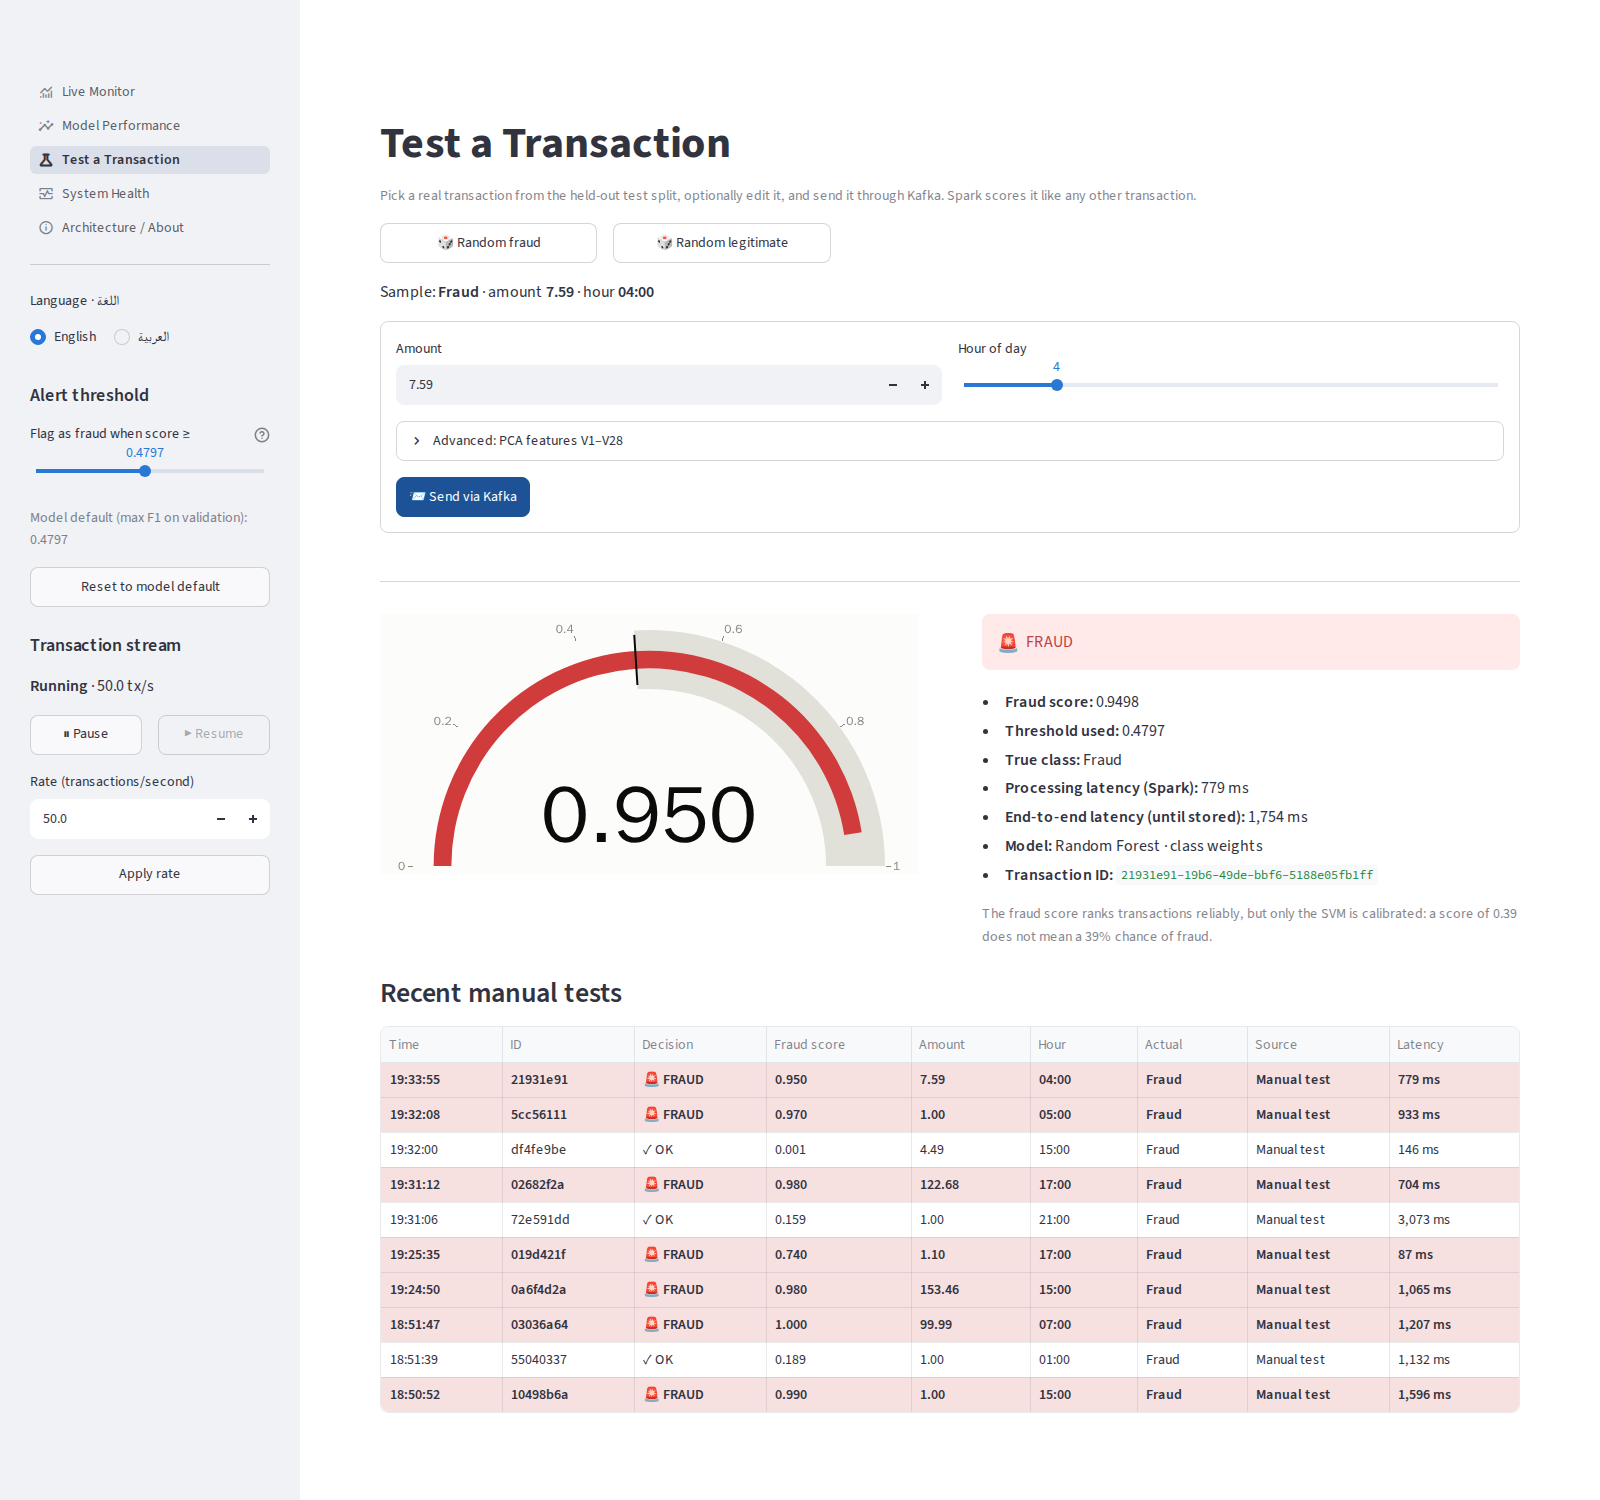 Live Monitor
Model Performance
Test a Transaction
System Health
Architecture / About
Language · اللغة
English العربية
Alert threshold
Flag as fraud when score ≥
0.4797
Model default (max F1 on validation):
0.4797
Reset to model default
Transaction stream
Running · 50.0 tx/s
Pause Resume
Rate (transactions/second)
50.0
Apply rate
Test a Transaction
Pick a real transaction from the held-out test split, optionally edit it, and send it through Kafka. Spark scores it like any other transaction.
🎲 Random fraud 🎲 Random legitimate
Sample: Fraud · amount 7.59 · hour 04:00
Amount Hour of day
4
7.59
Advanced: PCA features V1–V28
📨 Send via Kafka
0 0.2 0.4 0.6 0.8 1
0.950
🚨 FRAUD
• Fraud score: 0.9498
• Threshold used: 0.4797
• True class: Fraud
• Processing latency (Spark): 779 ms
• End-to-end latency (until stored): 1,754 ms
• Model: Random Forest · class weights
• Transaction ID: 21931e91-19b6-49de-bbf6-5188e05fb1ff
The fraud score ranks transactions reliably, but only the SVM is calibrated: a score of 0.39
does not mean a 39% chance of fraud.
Recent manual tests
Time ID Decision Fraud score Amount Hour Actual Source Latency
19:33:55 21931e91 🚨 FRAUD 0.950 7.59 04:00 Fraud Manual test 779 ms
19:32:08 5cc56111 🚨 FRAUD 0.970 1.00 05:00 Fraud Manual test 933 ms
19:32:00 df4fe9be ✓ OK 0.001 4.49 15:00 Fraud Manual test 146 ms
19:31:12 02682f2a 🚨 FRAUD 0.980 122.68 17:00 Fraud Manual test 704 ms
19:31:06 72e591dd ✓ OK 0.159 1.00 21:00 Fraud Manual test 3,073 ms
19:25:35 019d421f 🚨 FRAUD 0.740 1.10 17:00 Fraud Manual test 87 ms
19:24:50 0a6f4d2a 🚨 FRAUD 0.980 153.46 15:00 Fraud Manual test 1,065 ms
18:51:47 03036a64 🚨 FRAUD 1.000 99.99 07:00 Fraud Manual test 1,207 ms
18:51:39 55040337 ✓ OK 0.189 1.00 01:00 Fraud Manual test 1,132 ms
18:50:52 10498b6a 🚨 FRAUD 0.990 1.00 15:00 Fraud Manual test 1,596 ms